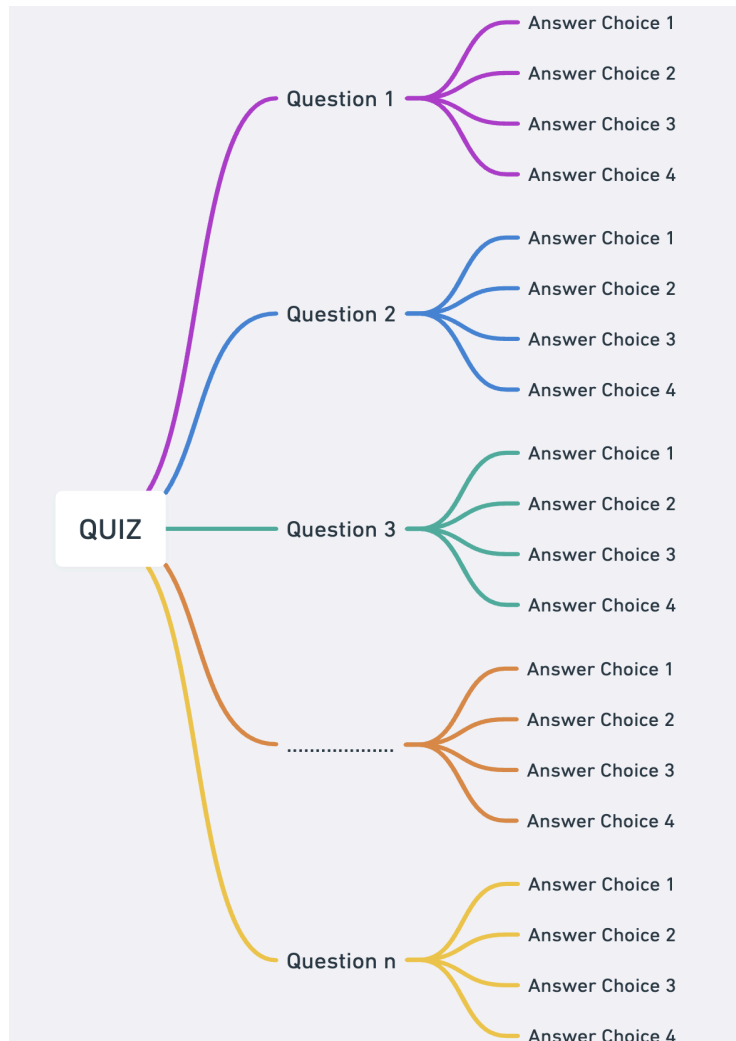 Answer Choice 1
Answer Choice 2
Question 1
Answer Choice 3
Answer Choice 4
Answer Choice 1
Answer Choice 2
Question 2
Answer Choice 3
Answer Choice 4
Answer Choice 1
Answer Choice 2
QUIZ
Question 3
Answer Choice 3
Answer Choice 4
Answer Choice 1
Answer Choice 2
...................
Answer Choice 3
Answer Choice 4
Answer Choice 1
Answer Choice 2
Question n
Answer Choice 3
Answer Choice 4